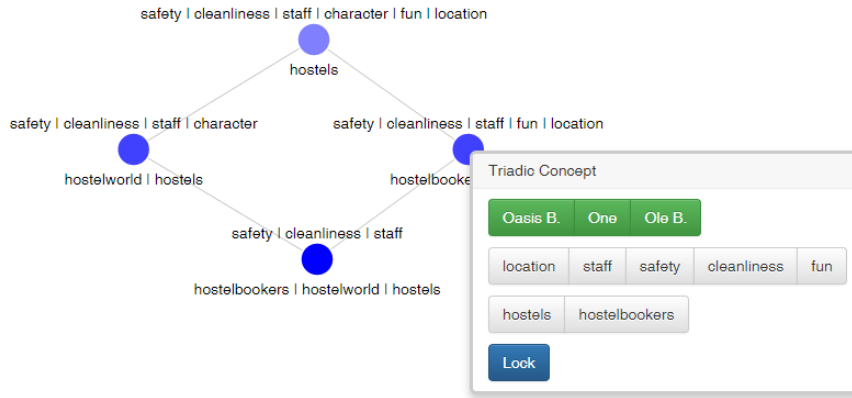 safety | cleanliness | staff | character | fun | location
hostels
safety | cleanliness | staff | character
safety | cleanliness | staff | fun | location
hostelworld | hostels
hostelbooke
safety | cleanliness | staff
hostelbookers | hostelworld | hostels
Triadic Concept
Oasis B. One Ole B.
location staff safety cleanliness fun
hostels hostelbookers
Lock